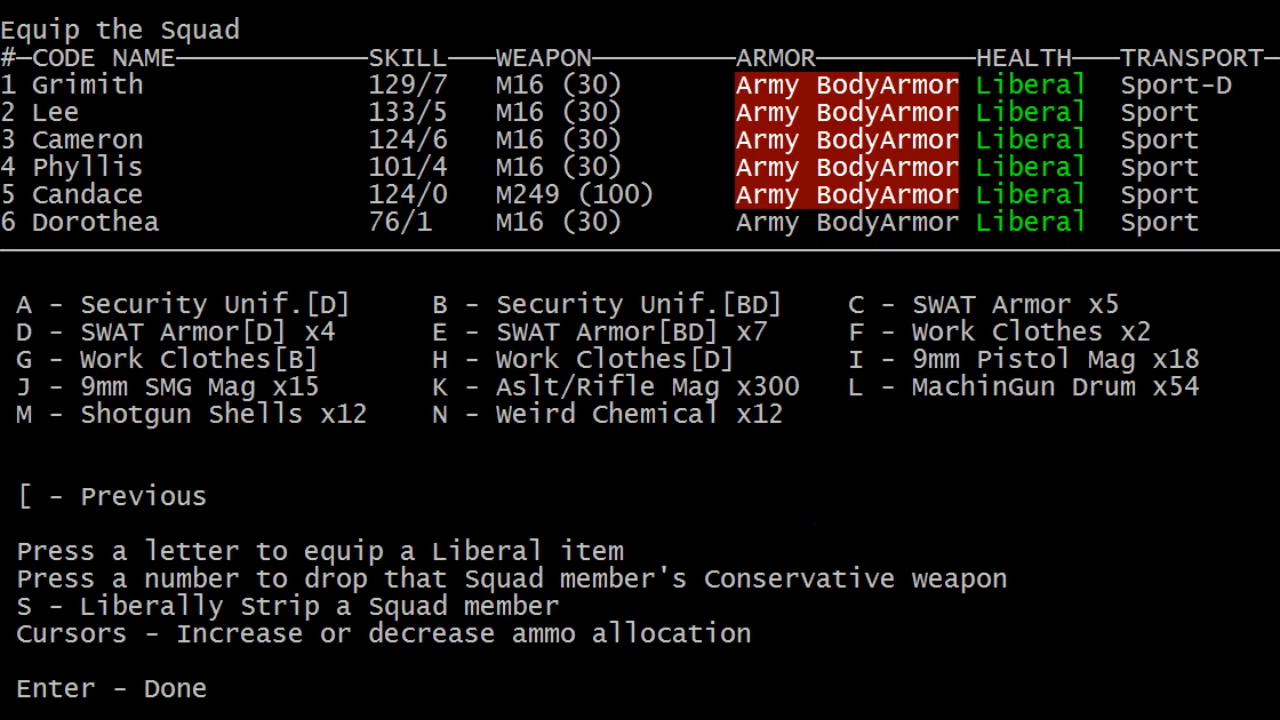 Equip the Squad
#—CODE NAME————————————SKILL———WEAPON—————————ARMOR——————————HEALTH———TRANSPORT—
1 Grimith 129/7 M16 (30) Army BodyArmor Liberal Sport-D
2 Lee 133/5 M16 (30) Army BodyArmor Liberal Sport
3 Cameron 124/6 M16 (30) Army BodyArmor Liberal Sport
4 Phyllis 101/4 M16 (30) Army BodyArmor Liberal Sport
5 Candace 124/0 M249 (100) Army BodyArmor Liberal Sport
6 Dorothea 76/1 M16 (30) Army BodyArmor Liberal Sport
A - Security Unif.[D] B - Security Unif.[BD] C - SWAT Armor x5
D - SWAT Armor[D] x4 E - SWAT Armor[BD] x7 F - Work Clothes x2
G - Work Clothes[B] H - Work Clothes[D] I - 9mm Pistol Mag x18
J - 9mm SMG Mag x15 K - Aslt/Rifle Mag x300 L - MachinGun Drum x54
M - Shotgun Shells x12 N - Weird Chemical x12
[ - Previous
Press a letter to equip a Liberal item
Press a number to drop that Squad member's Conservative weapon
S - Liberally Strip a Squad member
Cursors - Increase or decrease ammo allocation
Enter - Done